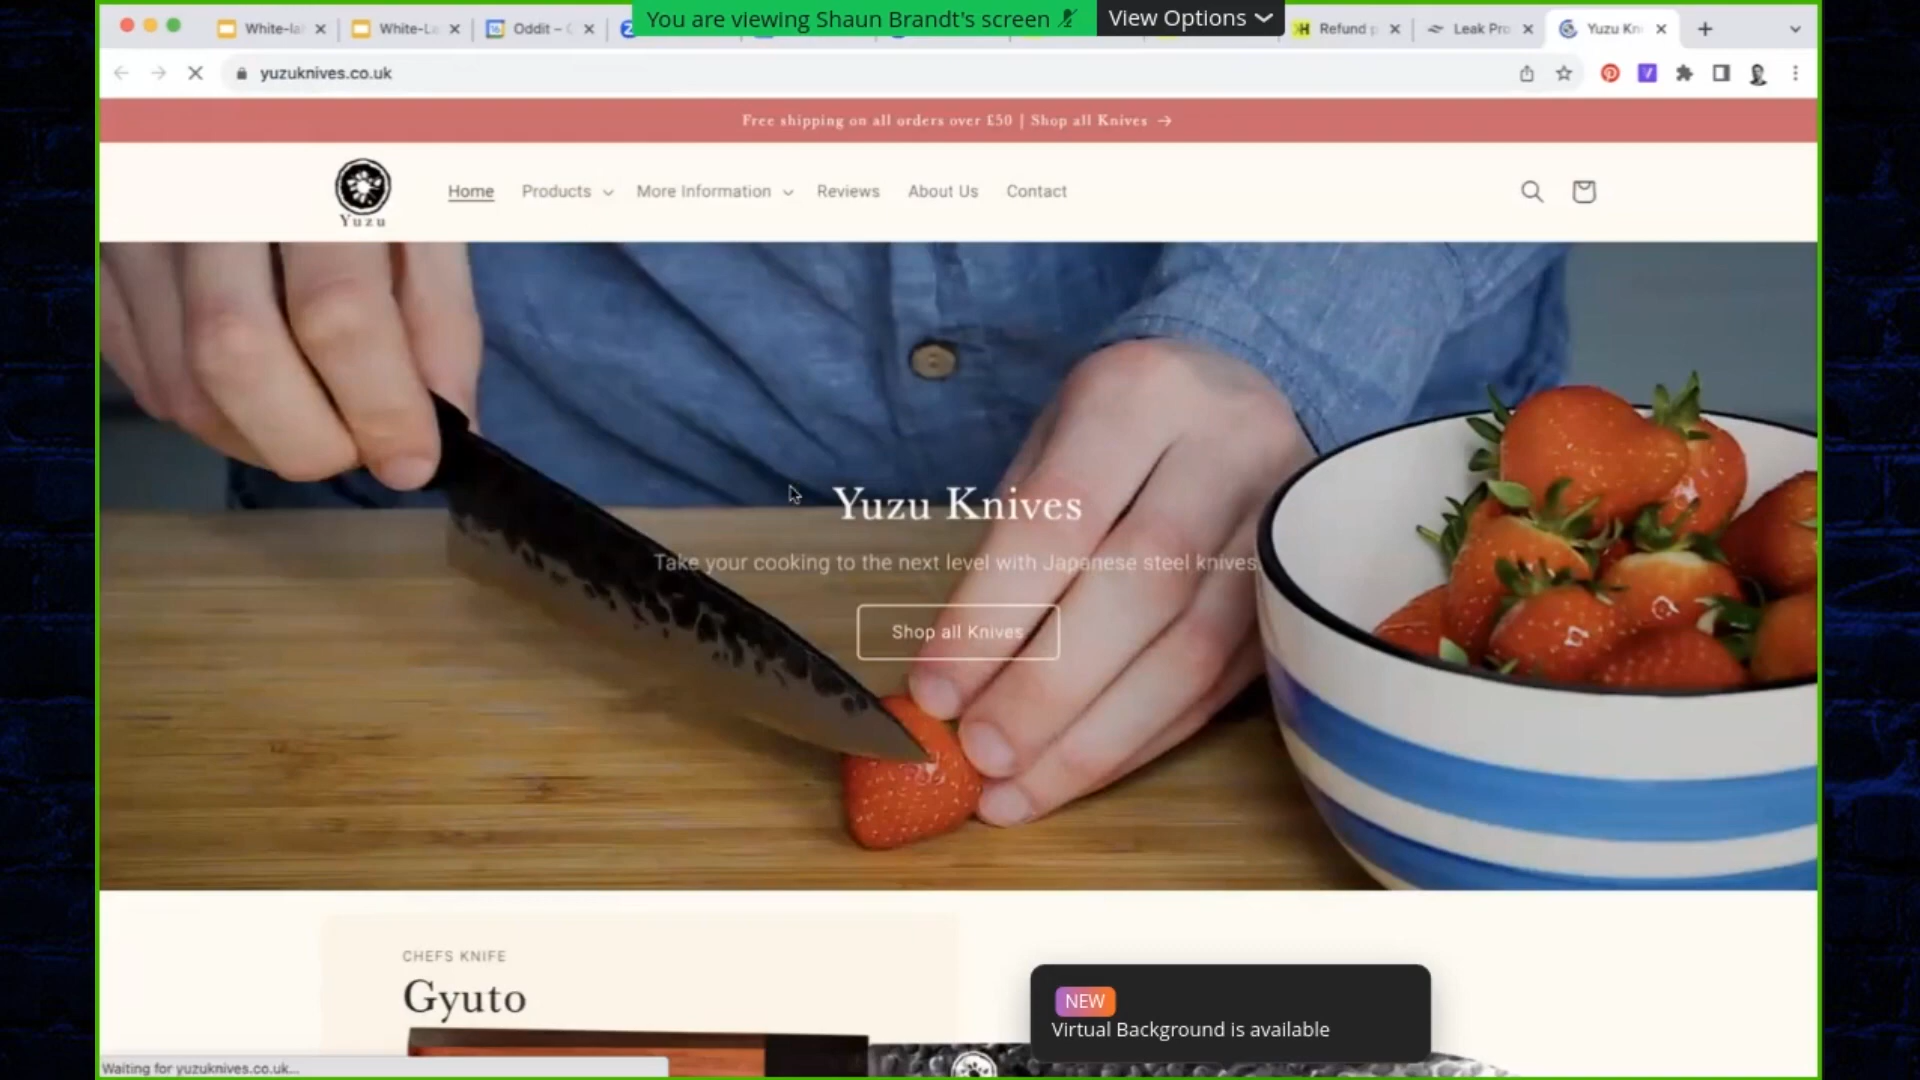 You are viewing Shaun Brandt's screen
View Options
White-la
White-La
Oddit – C
Refund p
Leak Pro
Yuzu Kni
yuzuknives.co.uk
Free shipping on all orders over £50 | Shop all Knives →
Yuzu
Home
Products
More Information
Reviews
About Us
Contact
Yuzu Knives
Take your cooking to the next level with Japanese steel knives.
Shop all Knives
CHEFS KNIFE
Gyuto
NEW
Virtual Background is available
Waiting for yuzuknives.co.uk...